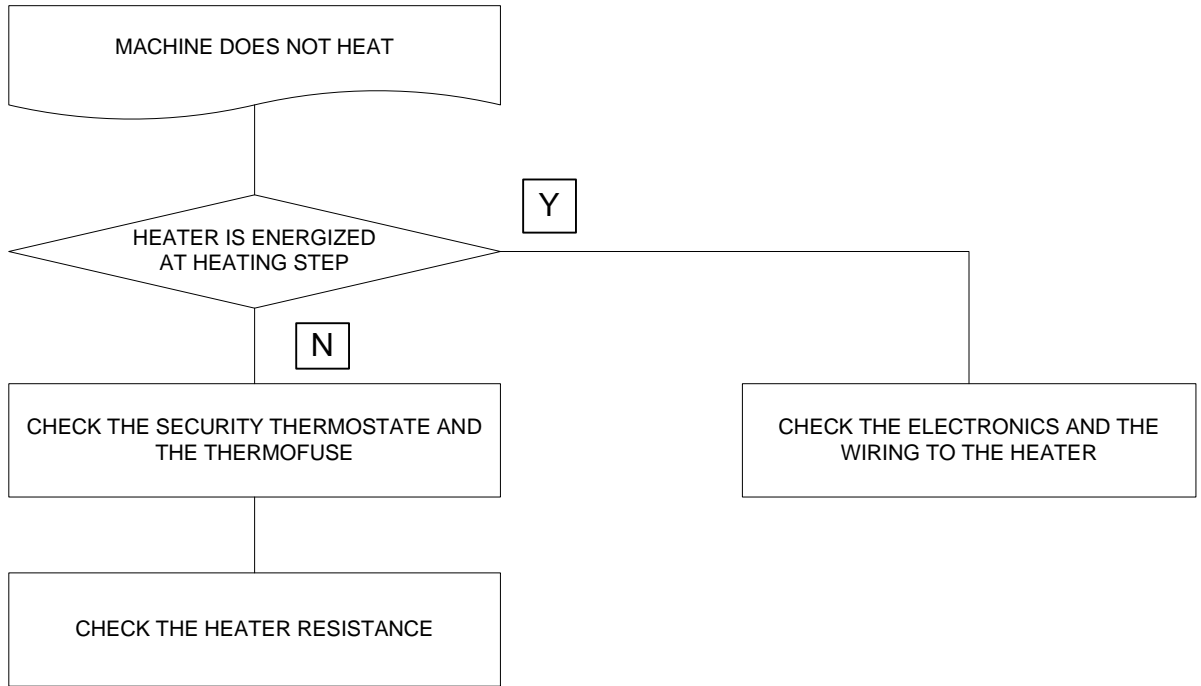 MACHINE DOES NOT HEAT
Y
HEATER IS ENERGIZED
AT HEATING STEP
N
CHECK THE SECURITY THERMOSTATE AND
THE THERMOFUSE
CHECK THE ELECTRONICS AND THE
WIRING TO THE HEATER
CHECK THE HEATER RESISTANCE